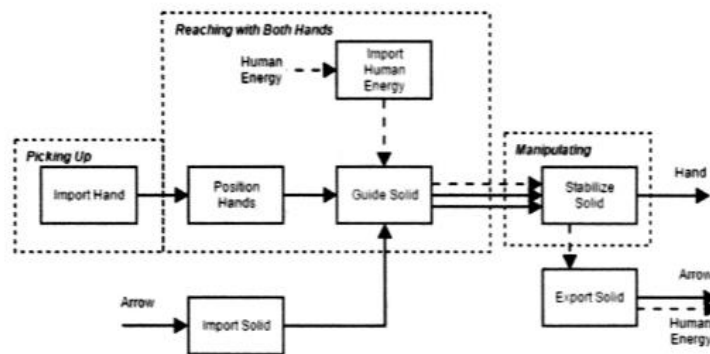 Reaching with Both Hands
Human
Energy
Import
Human
Energy
Picking Up
Import Hand
Position
Hands
Guide Solid
Manipulating
Stabilize
Solid
Hand
Arrow
Import Solid
Export Solid
Arrow
Human
Energy